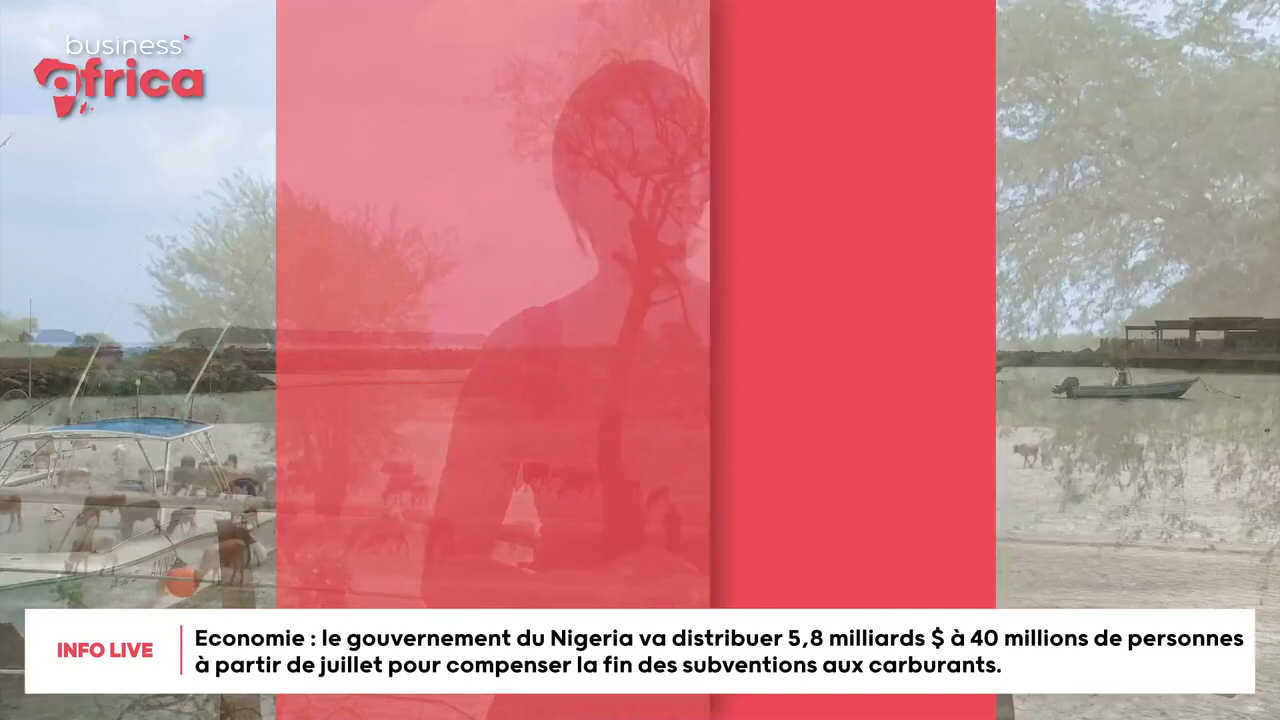 business
africa
INFO LIVE
Economie : le gouvernement du Nigeria va distribuer 5,8 milliards $ à 40 millions de personnes
à partir de juillet pour compenser la fin des subventions aux carburants.